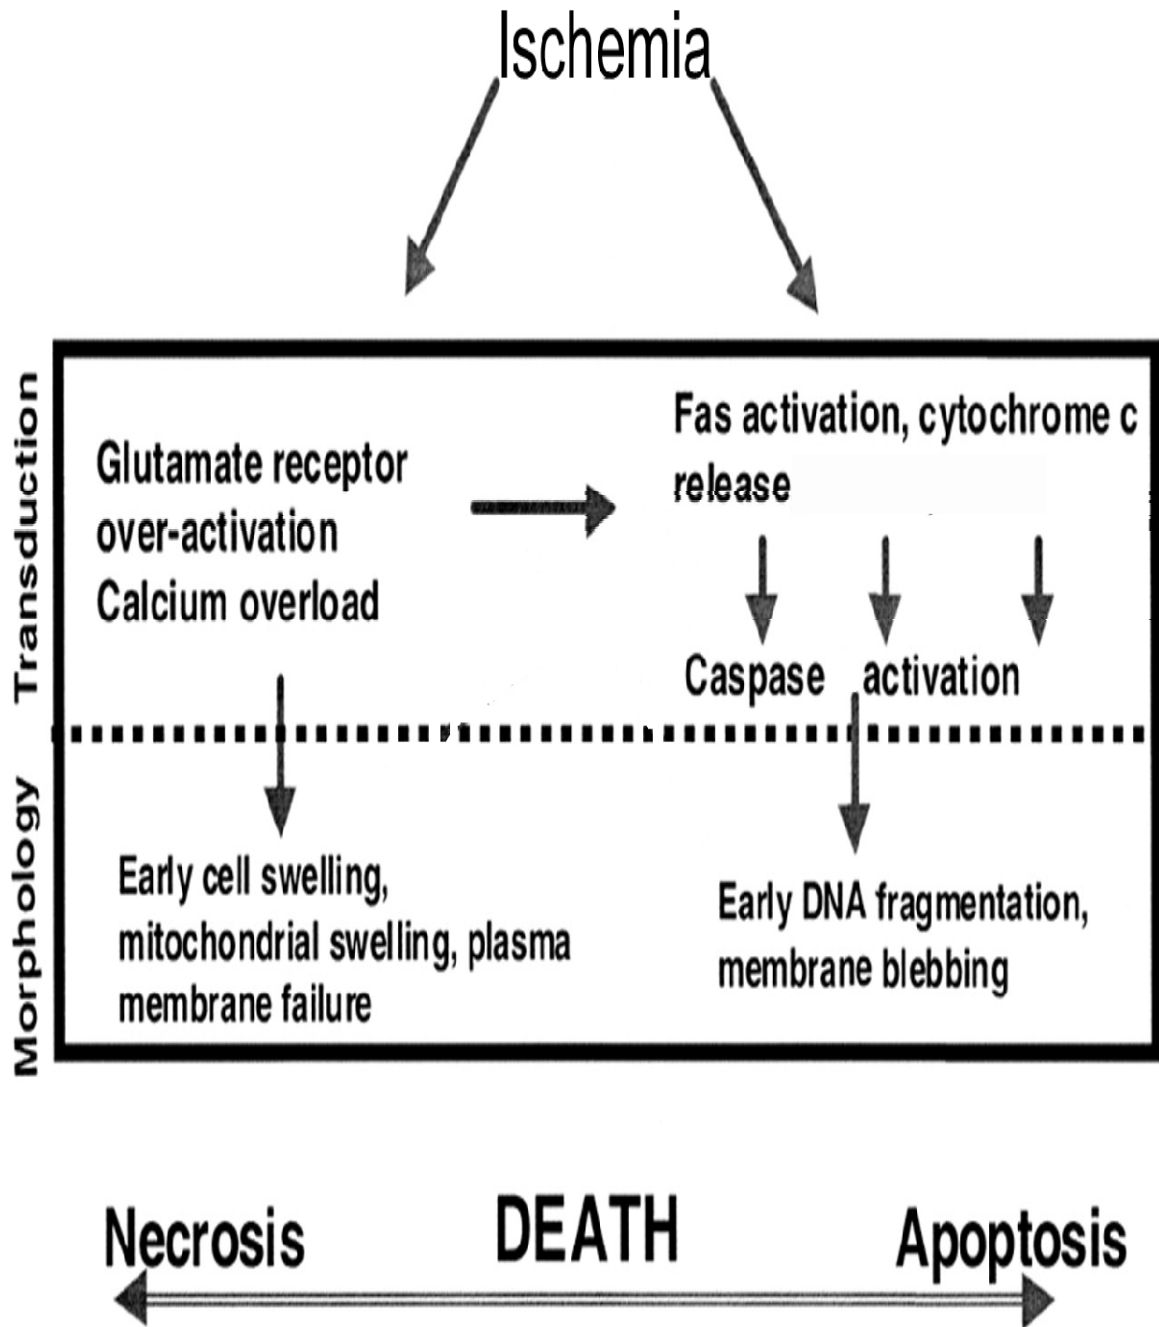 Ischemia
Transduction
Glutamate receptor
over-activation
Calcium overload
Fas activation, cytochrome c
release
Caspase activation
Morphology
Early cell swelling,
mitochondrial swelling, plasma
membrane failure
Early DNA fragmentation,
membrane blebbing
Necrosis DEATH Apoptosis